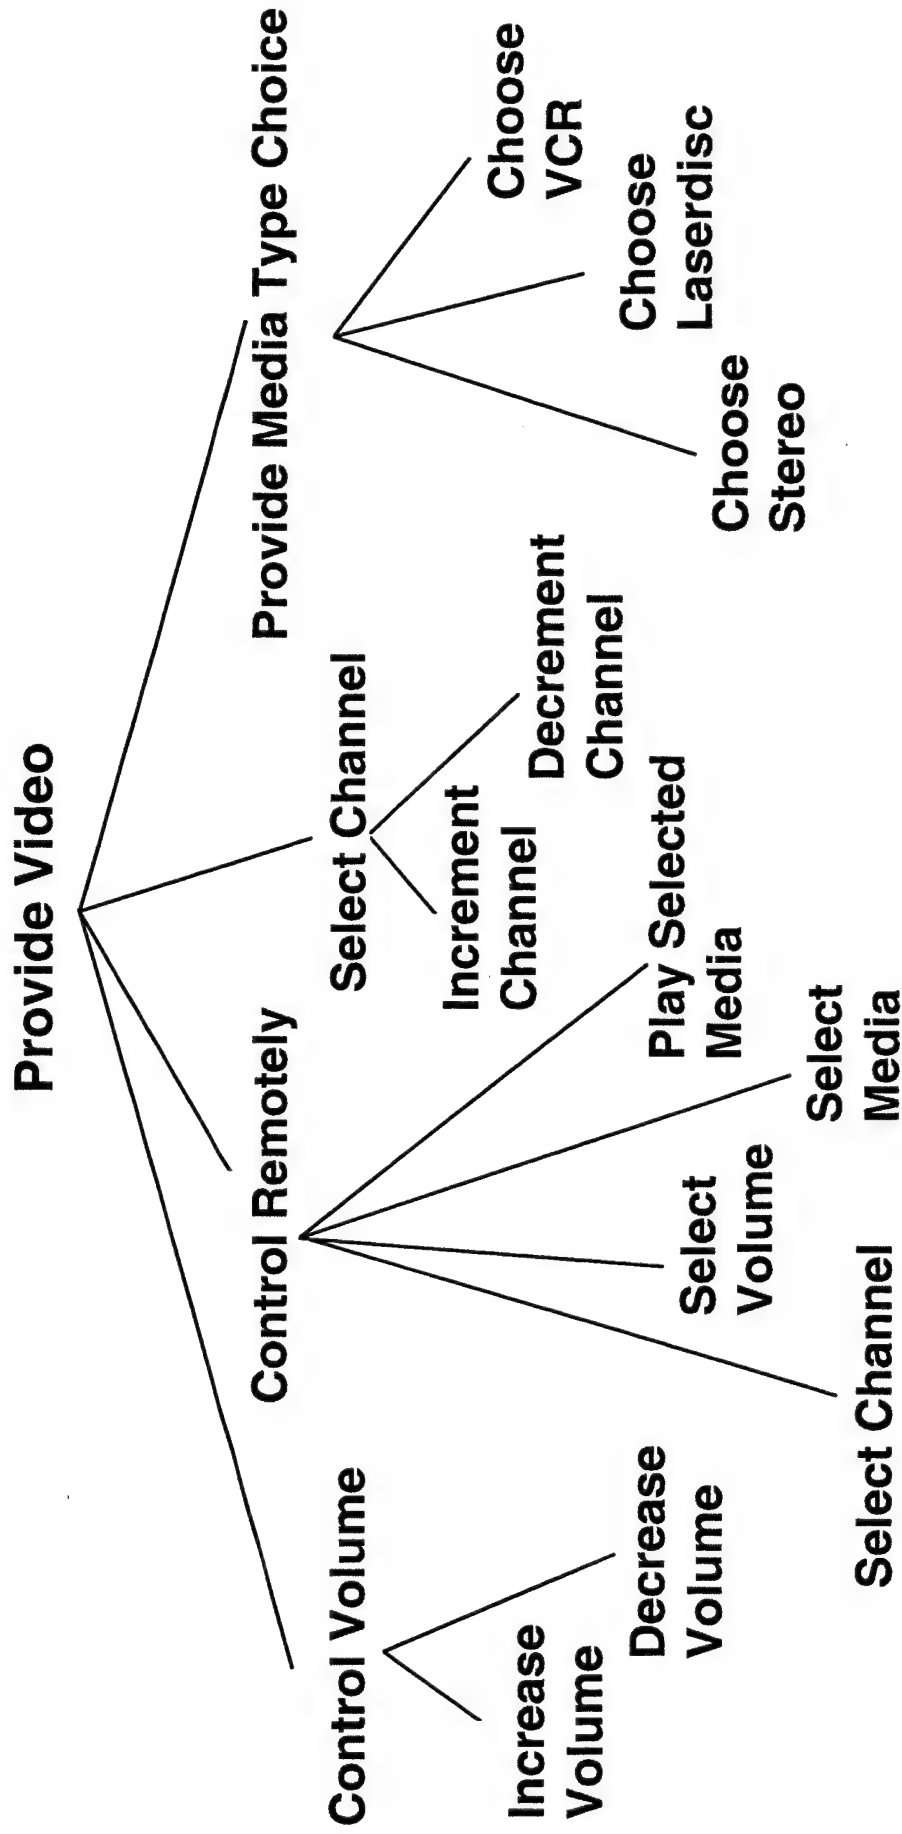 Provide Video
Control Volume
Control Remotely
Select Channel
Provide Media Type Choice
Increase
Volume
Decrease
Volume
Select Channel
Select
Volume
Select
Media
Play Selected
Media
Increment
Channel
Decrement
Channel
Choose
Stereo
Choose
Laserdisc
Choose
VCR